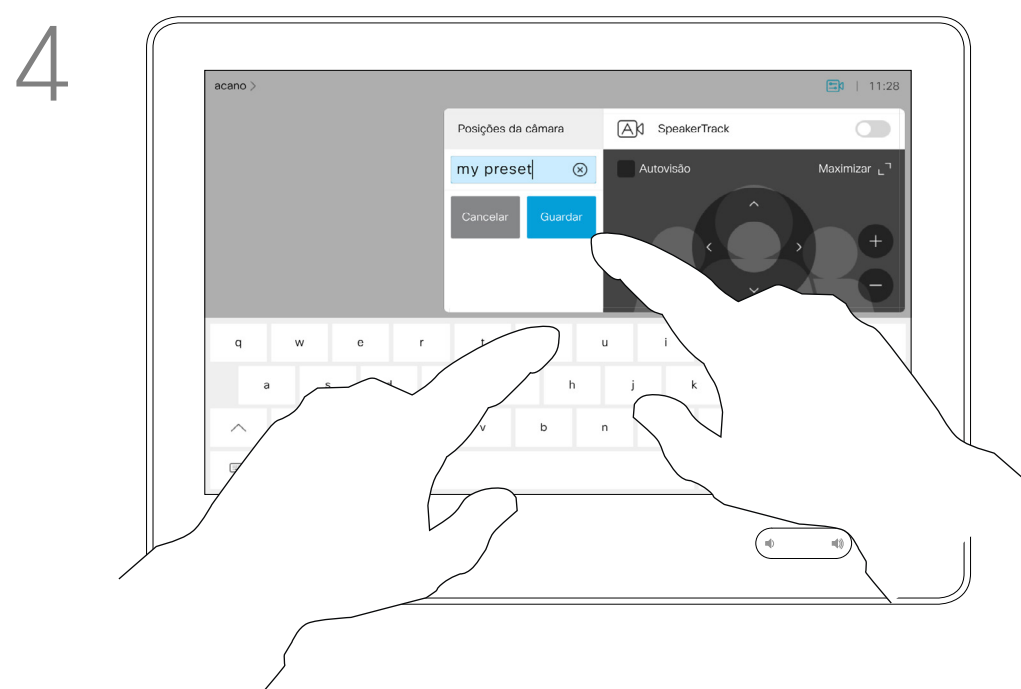 4
acano > 11:28
Posições da câmara
SpeakerTrack
my preset
Autovisão
Maximizar
Cancelar
Guardar
q w e r t u i
a s d h j k
v b n